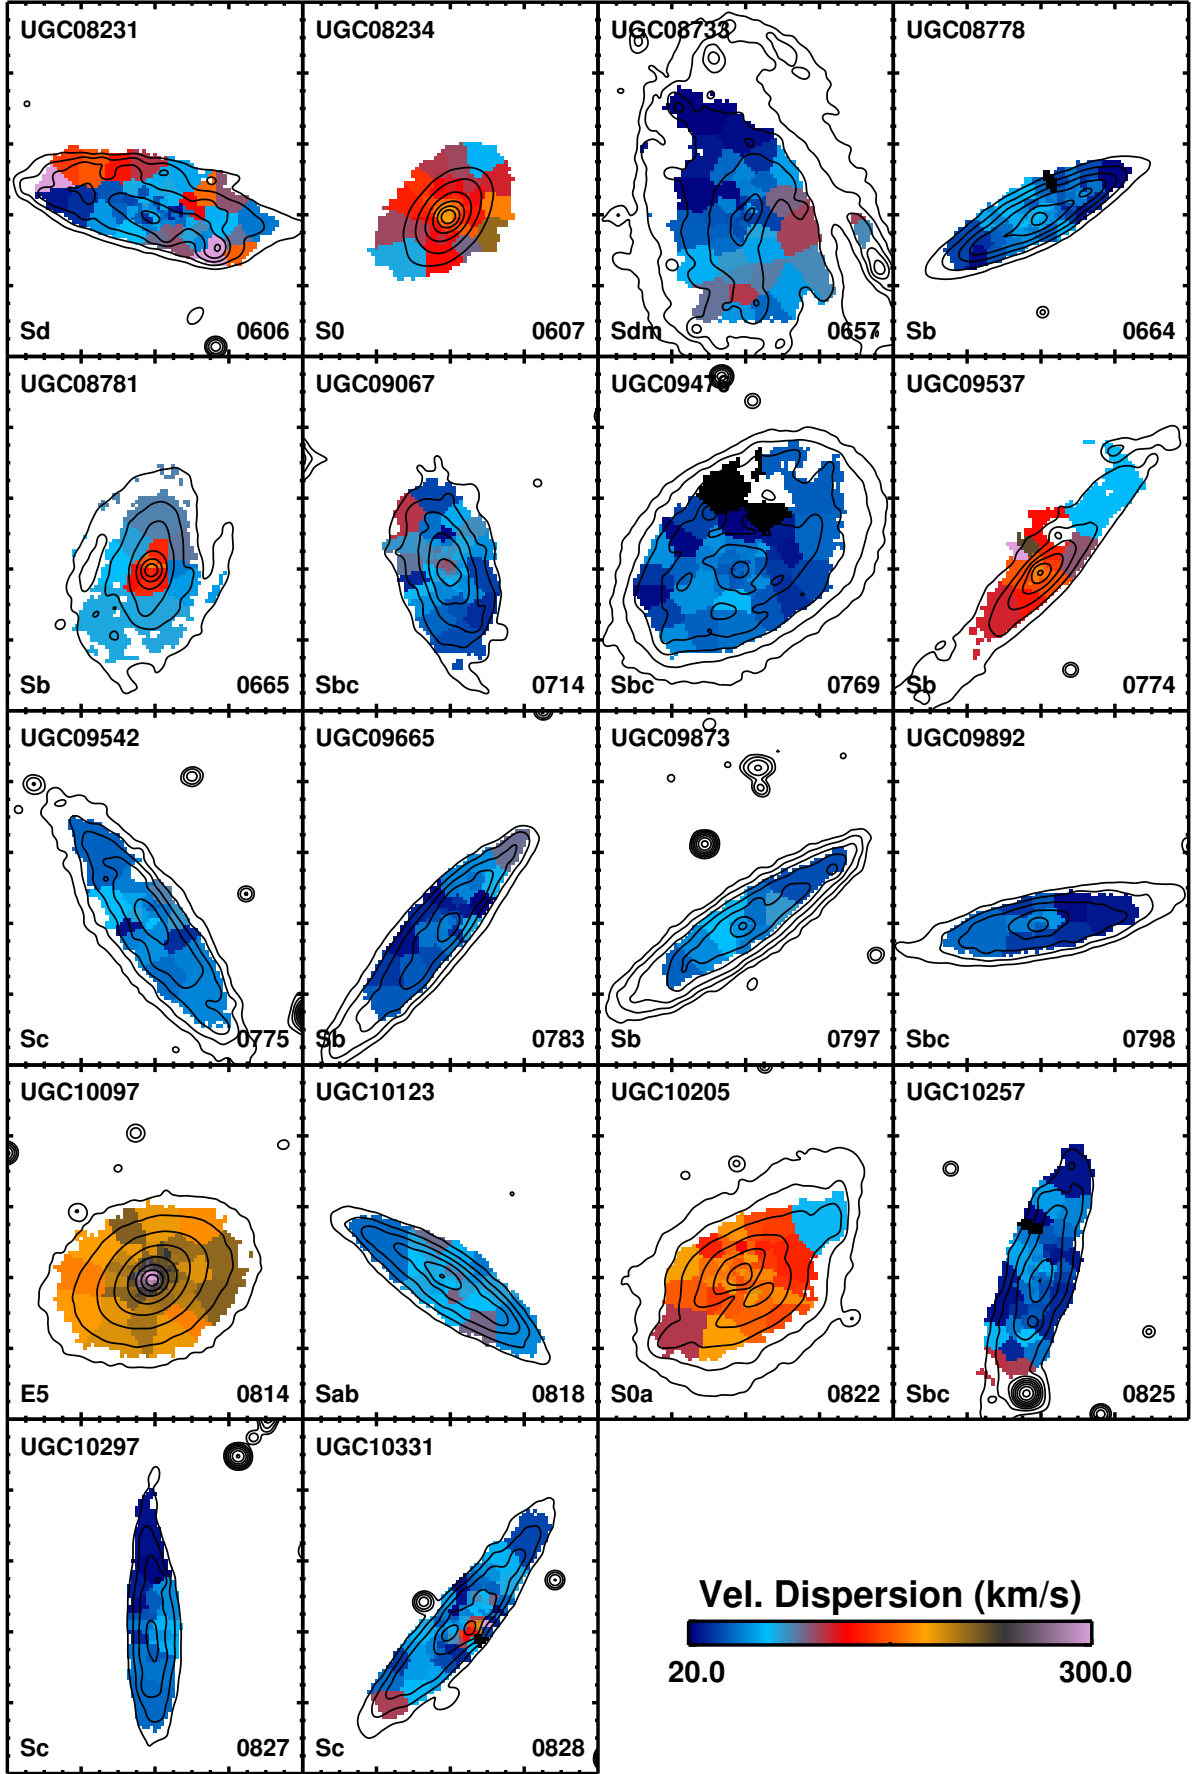 UGC08231 UGC08234 UGC08733 UGC08778
Sd 0606 S0 0607 Sdm 0657 Sb 0664
UGC08781 UGC09067 UGC09476 UGC09537
Sb 0665 Sbc 0714 Sbc 0769 Sb 0774
UGC09542 UGC09665 UGC09873 UGC09892
Sc 0775 Sb 0783 Sb 0797 Sbc 0798
UGC10097 UGC10123 UGC10205 UGC10257
E5 0814 Sab 0818 S0a 0822 Sbc 0825
UGC10297 UGC10331
Sc 0827 Sc 0828
Vel. Dispersion (km/s)
20.0 300.0